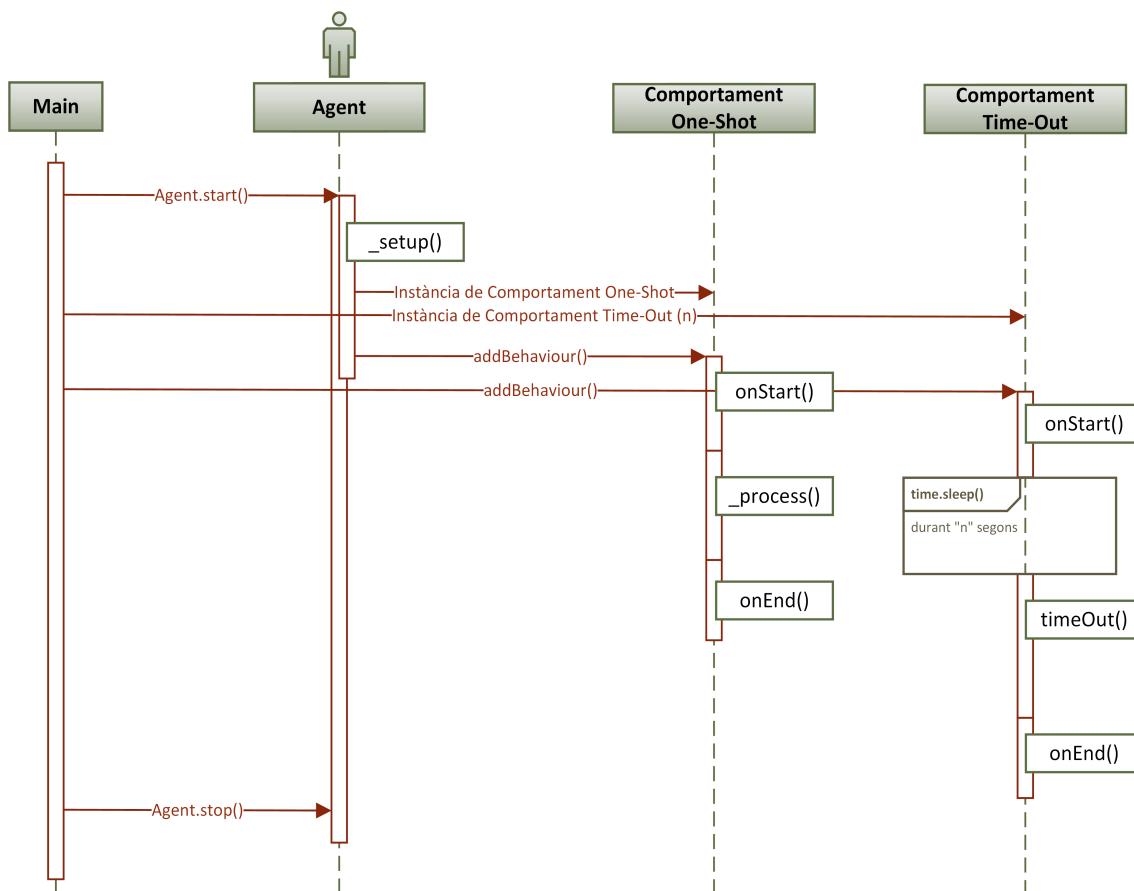 Main
Agent
Comportament
One-Shot
Comportament
Time-Out
Agent.start()
_setup()
Instància de Comportament One-Shot
Instància de Comportament Time-Out (n)
addBehaviour()
addBehaviour()
onStart()
onStart()
_process()
time.sleep()
durant "n" segons
onEnd()
timeOut()
onEnd()
Agent.stop()